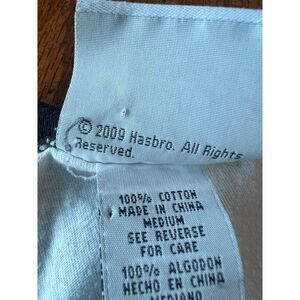 © 2009 Hasbro. All Rights
Reserved.
100% COTTON
MADE IN CHINA
MEDIUM
SEE REVERSE
FOR CARE
100% ALGODON
HECHO EN CHINA
MEDIANO